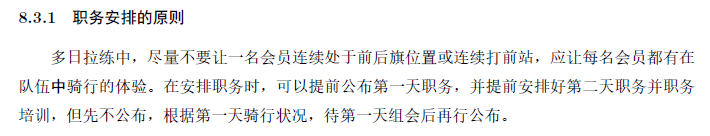 8.3.1 职务安排的原则
多日拉练中，尽量不要让一名会员连续处于前后旗位置或连续打前站，应让每名会员都有在
队伍中骑行的体验。在安排职务时，可以提前公布第一天职务，并提前安排好第二天职务并职务
培训，但先不公布，根据第一天骑行状况，待第一天组会后再行公布。